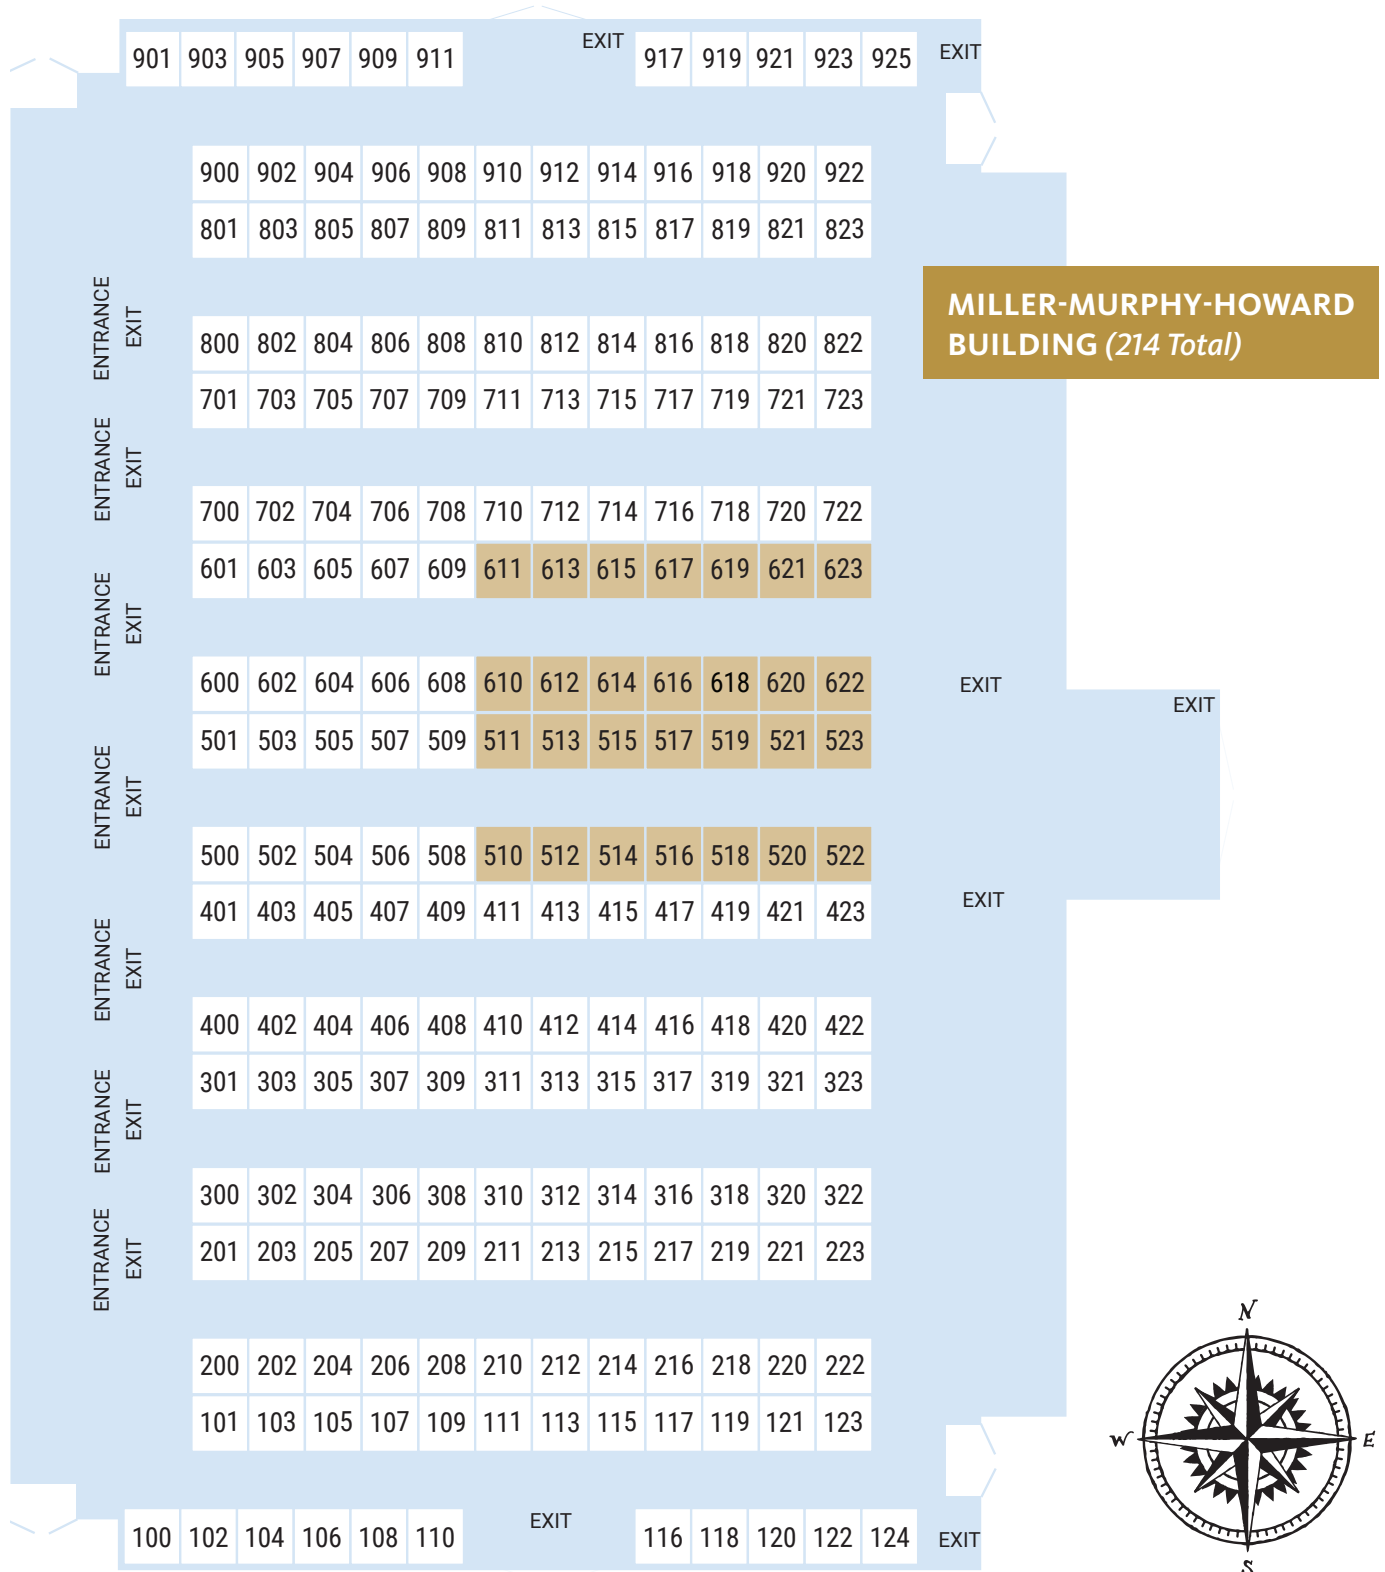 901 903 905 907 909 911 EXIT 917 919 921 923 925 EXIT
900 902 904 906 908 910 912 914 916 918 920 922
801 803 805 807 809 811 813 815 817 819 821 823
MILLER-MURPHY-HOWARD
BUILDING (214 Total)
ENTRANCE
EXIT
800 802 804 806 808 810 812 814 816 818 820 822
701 703 705 707 709 711 713 715 717 719 721 723
ENTRANCE
EXIT
700 702 704 706 708 710 712 714 716 718 720 722
601 603 605 607 609 611 613 615 617 619 621 623
ENTRANCE
EXIT
600 602 604 606 608 610 612 614 616 618 620 622 EXIT
EXIT
501 503 505 507 509 511 513 515 517 519 521 523
ENTRANCE
EXIT
500 502 504 506 508 510 512 514 516 518 520 522
401 403 405 407 409 411 413 415 417 419 421 423 EXIT
ENTRANCE
EXIT
400 402 404 406 408 410 412 414 416 418 420 422
301 303 305 307 309 311 313 315 317 319 321 323
ENTRANCE
EXIT
300 302 304 306 308 310 312 314 316 318 320 322
201 203 205 207 209 211 213 215 217 219 221 223
ENTRANCE
EXIT
200 202 204 206 208 210 212 214 216 218 220 222
101 103 105 107 109 111 113 115 117 119 121 123
100 102 104 106 108 110 EXIT 116 118 120 122 124 EXIT
N
W E
S